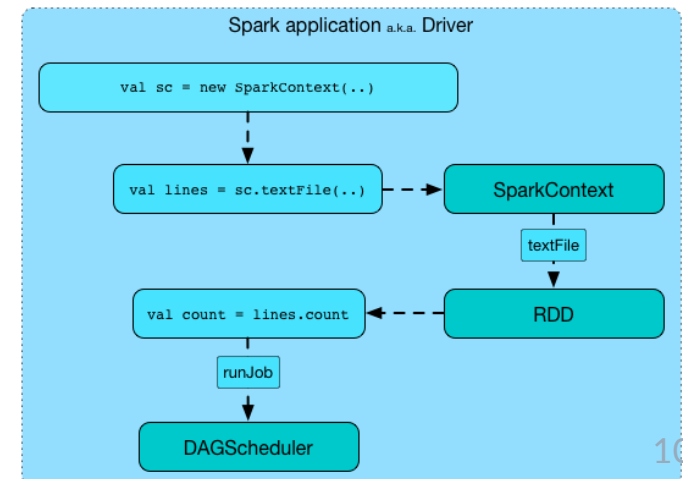 Spark application a.k.a. Driver
val sc = new SparkContext(..)
val lines = sc.textFile(..)
SparkContext
textFile
RDD
val count = lines.count
runJob
DAGScheduler